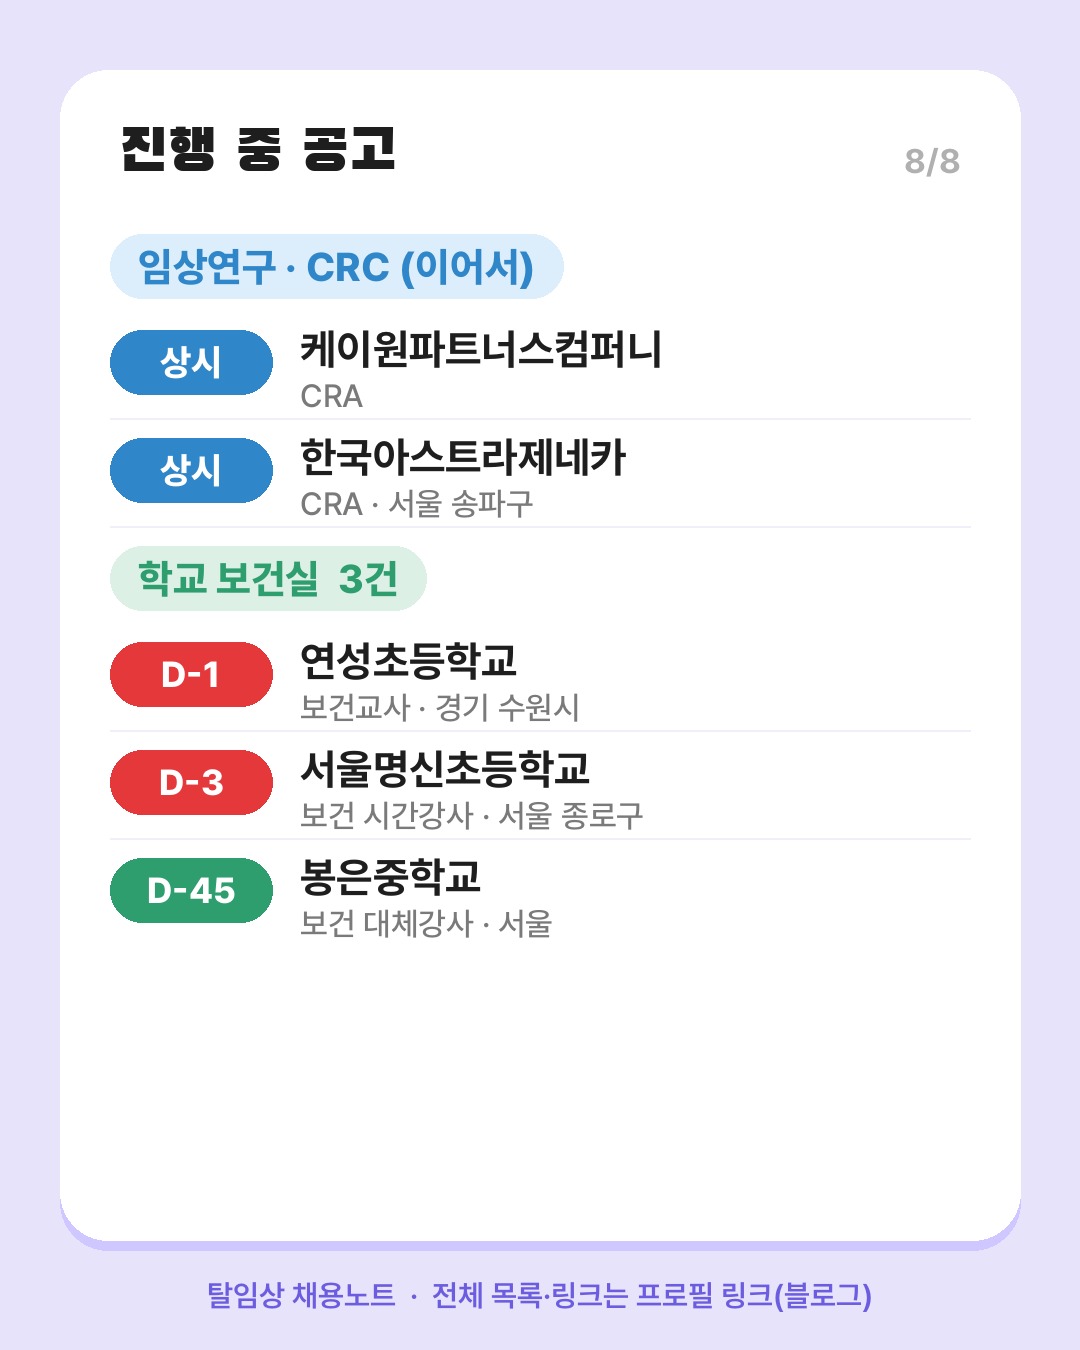 진행 중 공고
8/8
임상연구 · CRC (이어서)
상시
케이원파트너스컴퍼니
CRA
상시
한국아스트라제네카
CRA · 서울 송파구
학교 보건실 3건
D-1
연성초등학교
보건교사 · 경기 수원시
D-3
서울명신초등학교
보건 시간강사 · 서울 종로구
D-45
봉은중학교
보건 대체강사 · 서울
탈임상 채용노트 · 전체 목록·링크는 프로필 링크(블로그)